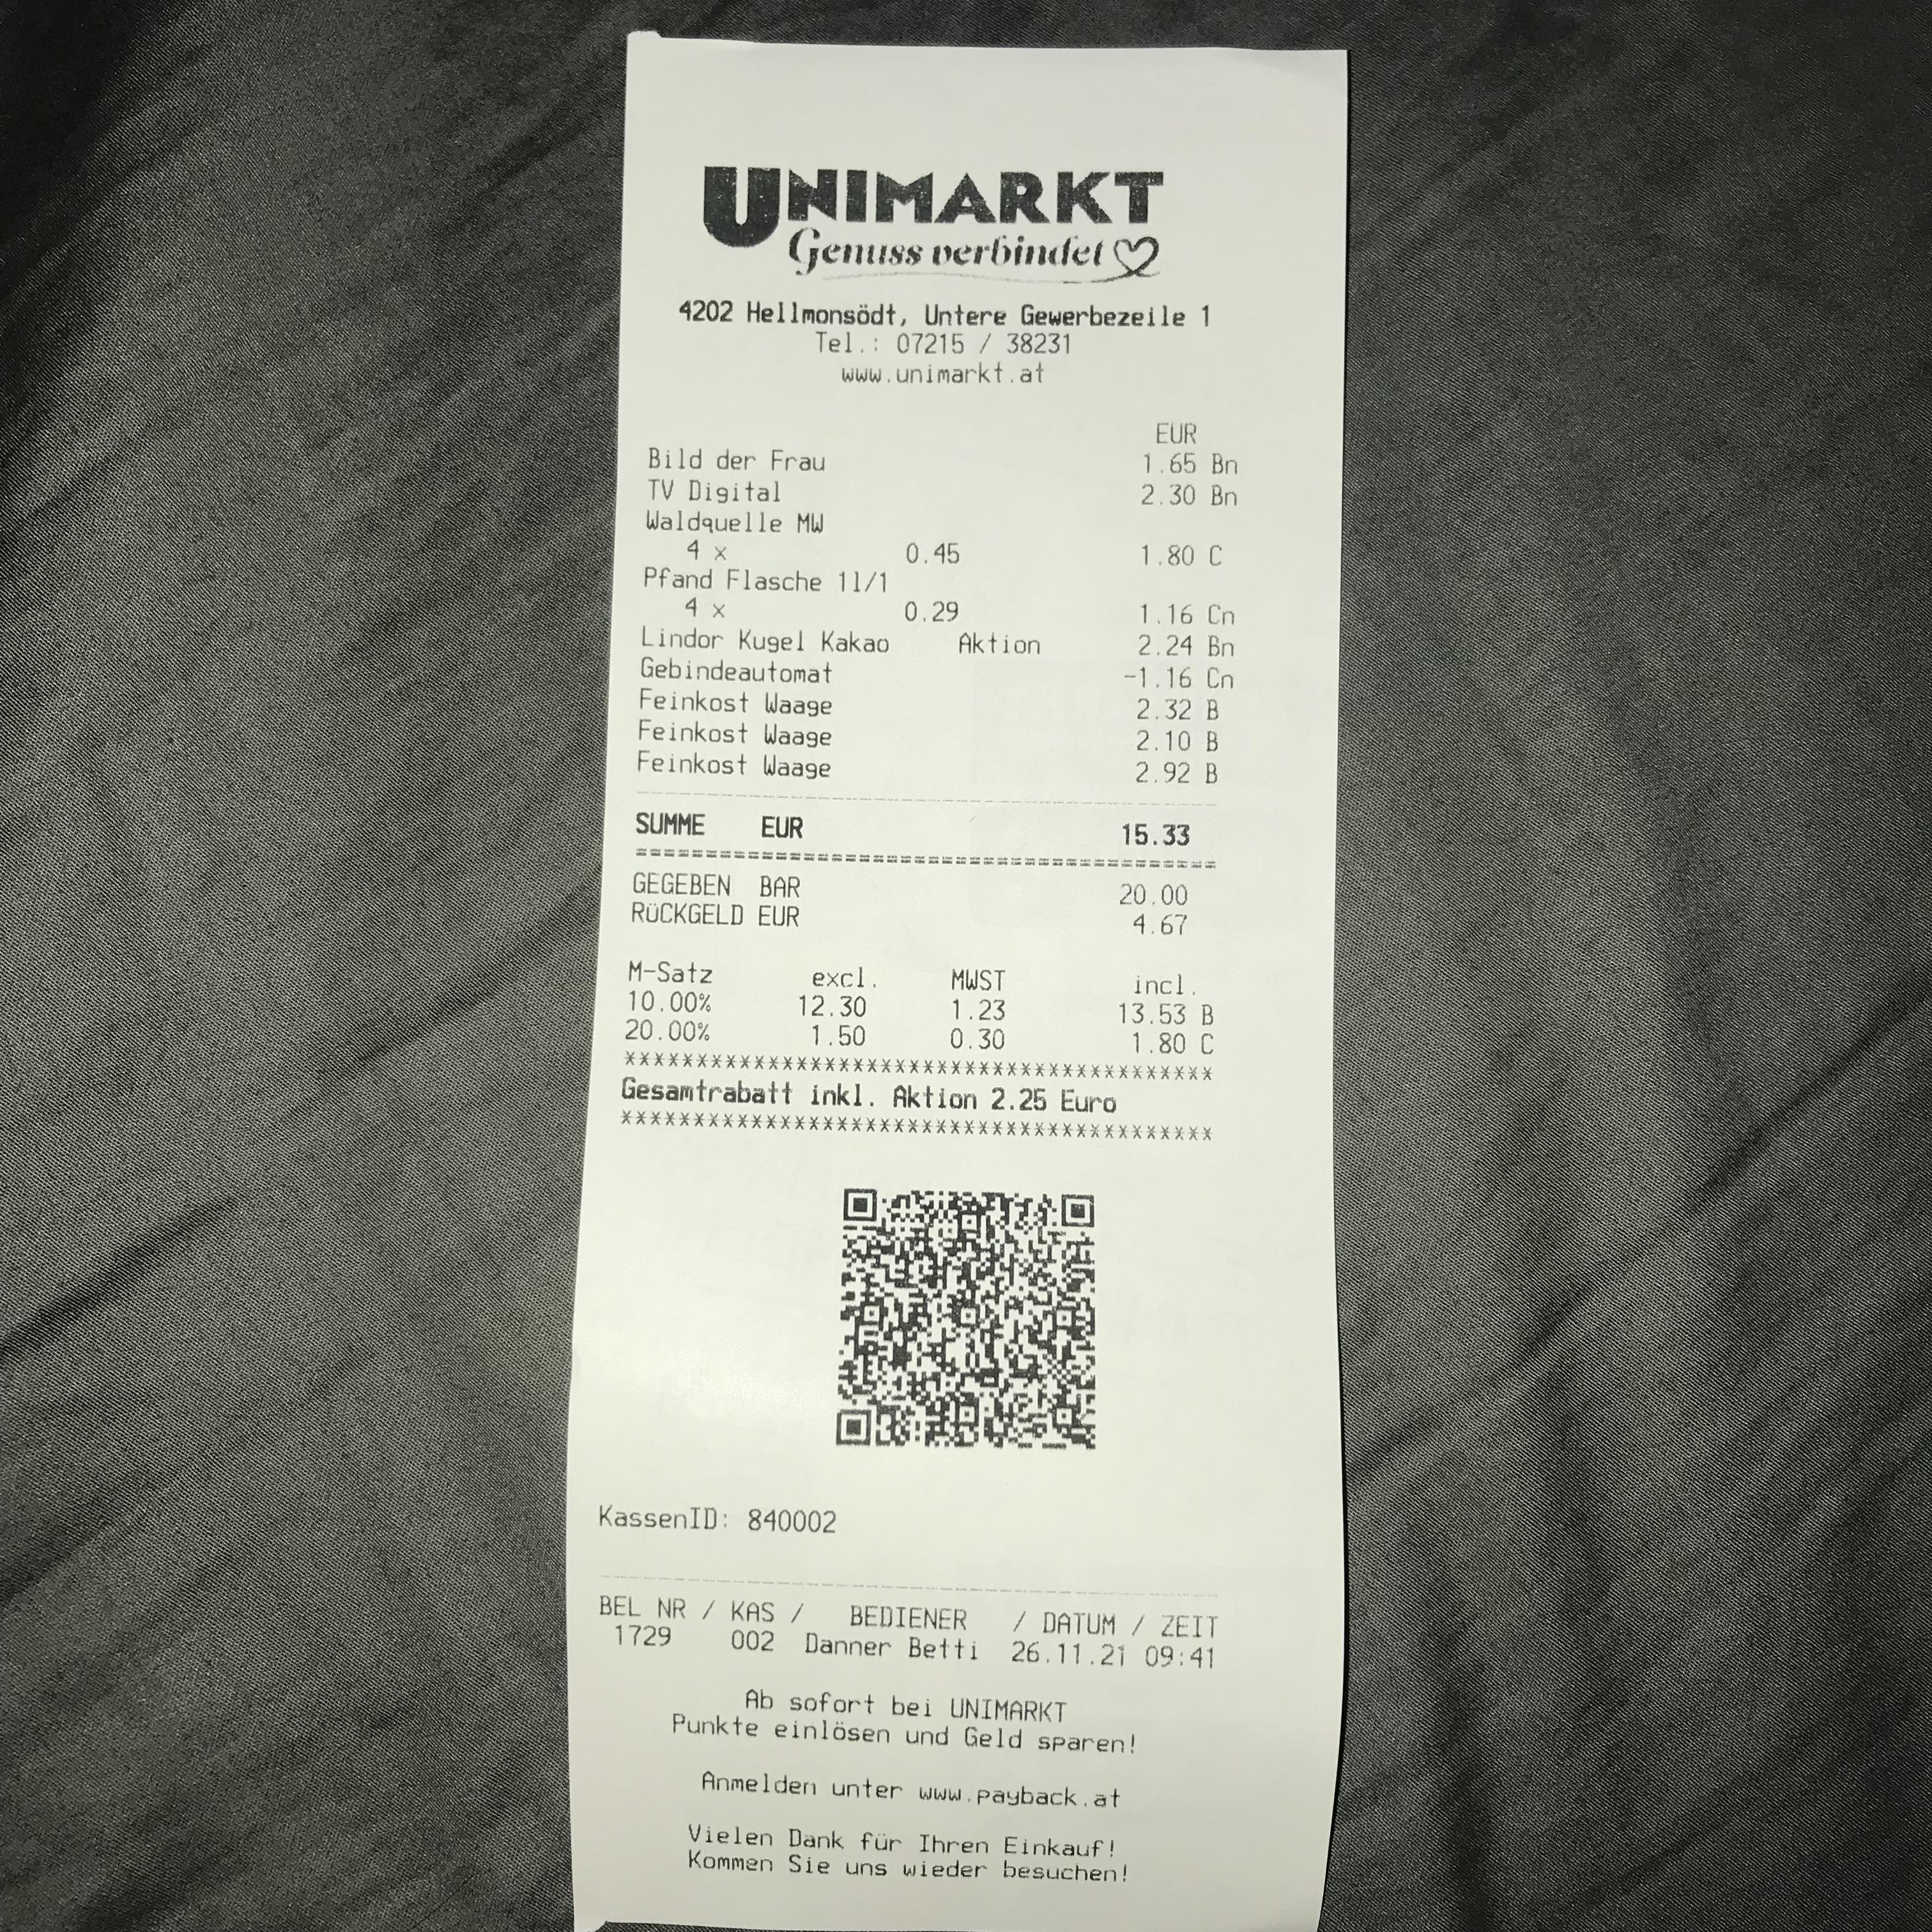 UNIMARKT
Genuss verbindet
4202 Hellmonsödt, Untere Gewerbezeile 1
Tel.: 07215 / 38231
www.unimarkt.at
EUR
Bild der Frau 1.65 Bn
TV Digital 2.30 Bn
Waldquelle MW
4 x 0.45 1.80 C
Pfand Flasche 1l/1
4 x 0.29 1.16 Cn
Lindor Kugel Kakao Aktion 2.24 Bn
Gebindeautomat -1.16 Cn
Feinkost Waage 2.32 B
Feinkost Waage 2.10 B
Feinkost Waage 2.92 B
SUMME EUR 15.33
GEGEBEN BAR 20.00
RÜCKGELD EUR 4.67
M-Satz excl. MWST incl.
10.00% 12.30 1.23 13.53 B
20.00% 1.50 0.30 1.80 C
******************************************
Gesamtrabatt inkl. Aktion 2.25 Euro
******************************************
KassenID: 840002
BEL NR / KAS / BEDIENER / DATUM / ZEIT
1729 002 Danner Betti 26.11.21 09:41
Ab sofort bei UNIMARKT
Punkte einlösen und Geld sparen!
Anmelden unter www.payback.at
Vielen Dank für Ihren Einkauf!
Kommen Sie uns wieder besuchen!